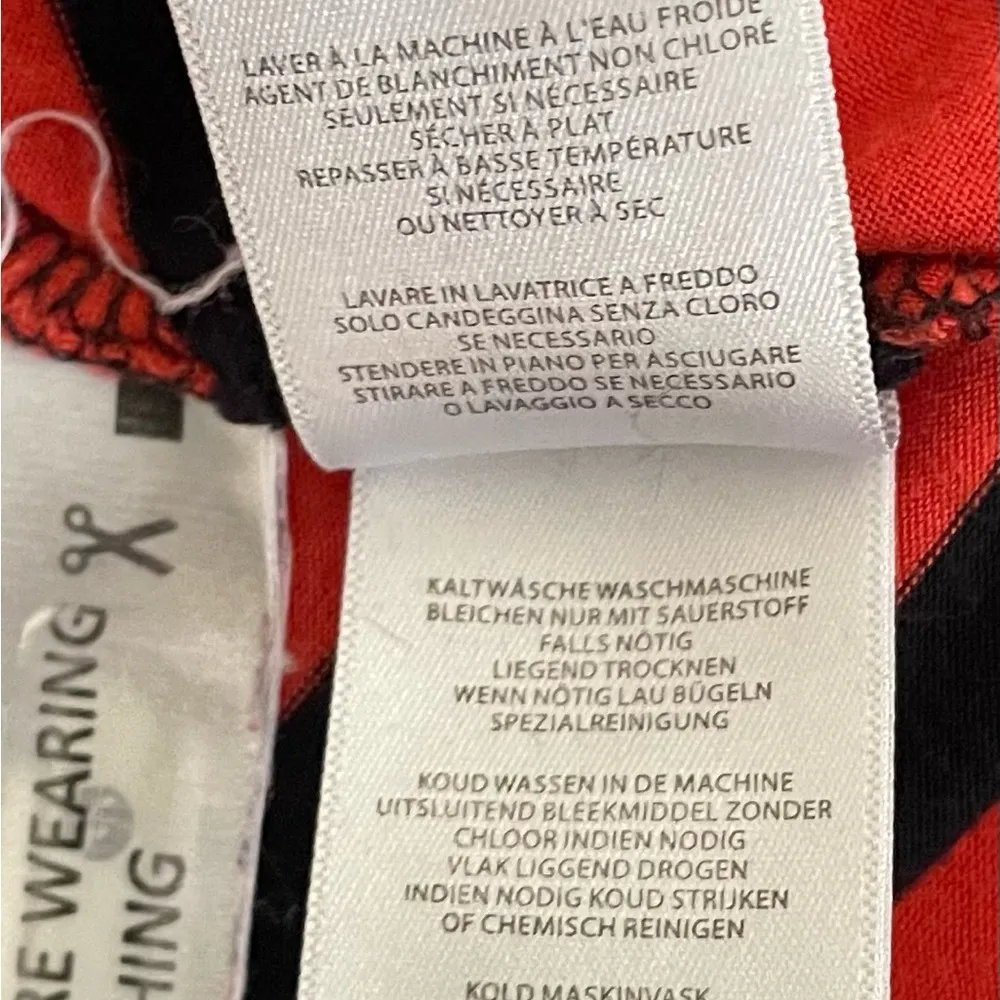 LAVER À LA MACHINE À L'EAU FROIDE
AGENT DE BLANCHIMENT NON CHLORÉ
SEULEMENT SI NÉCESSAIRE
SÉCHER À PLAT
REPASSER À BASSE TEMPÉRATURE
SI NÉCESSAIRE
OU NETTOYER À SEC
LAVARE IN LAVATRICE A FREDDO
SOLO CANDEGGINA SENZA CLORO
SE NECESSARIO
STENDERE IN PIANO PER ASCIUGARE
STIRARE A FREDDO SE NECESSARIO
O LAVAGGIO A SECCO
KALTWÄSCHE WASCHMASCHINE
BLEICHEN NUR MIT SAUERSTOFF
FALLS NÖTIG
LIEGEND TROCKNEN
WENN NÖTIG LAU BÜGELN
SPEZIALREINIGUNG
KOUD WASSEN IN DE MACHINE
UITSLUITEND BLEEKMIDDEL ZONDER
CHLOOR INDIEN NODIG
VLAK LIGGEND DROGEN
INDIEN NODIG KOUD STRIJKEN
OF CHEMISCH REINIGEN
KOLD MASKINVASK
RE WEARING
HING